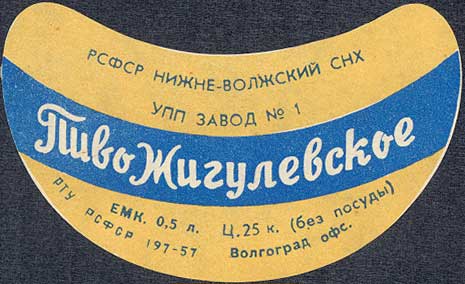 РСФСР НИЖНЕ-ВОЛЖСКИЙ СНХ
УПП ЗАВОД № 1
Пиво Жигулевское
ЕМК. 0,5 л. Ц. 25 к. (без посуды)
РТУ РСФСР 197-57 Волгоград офс.